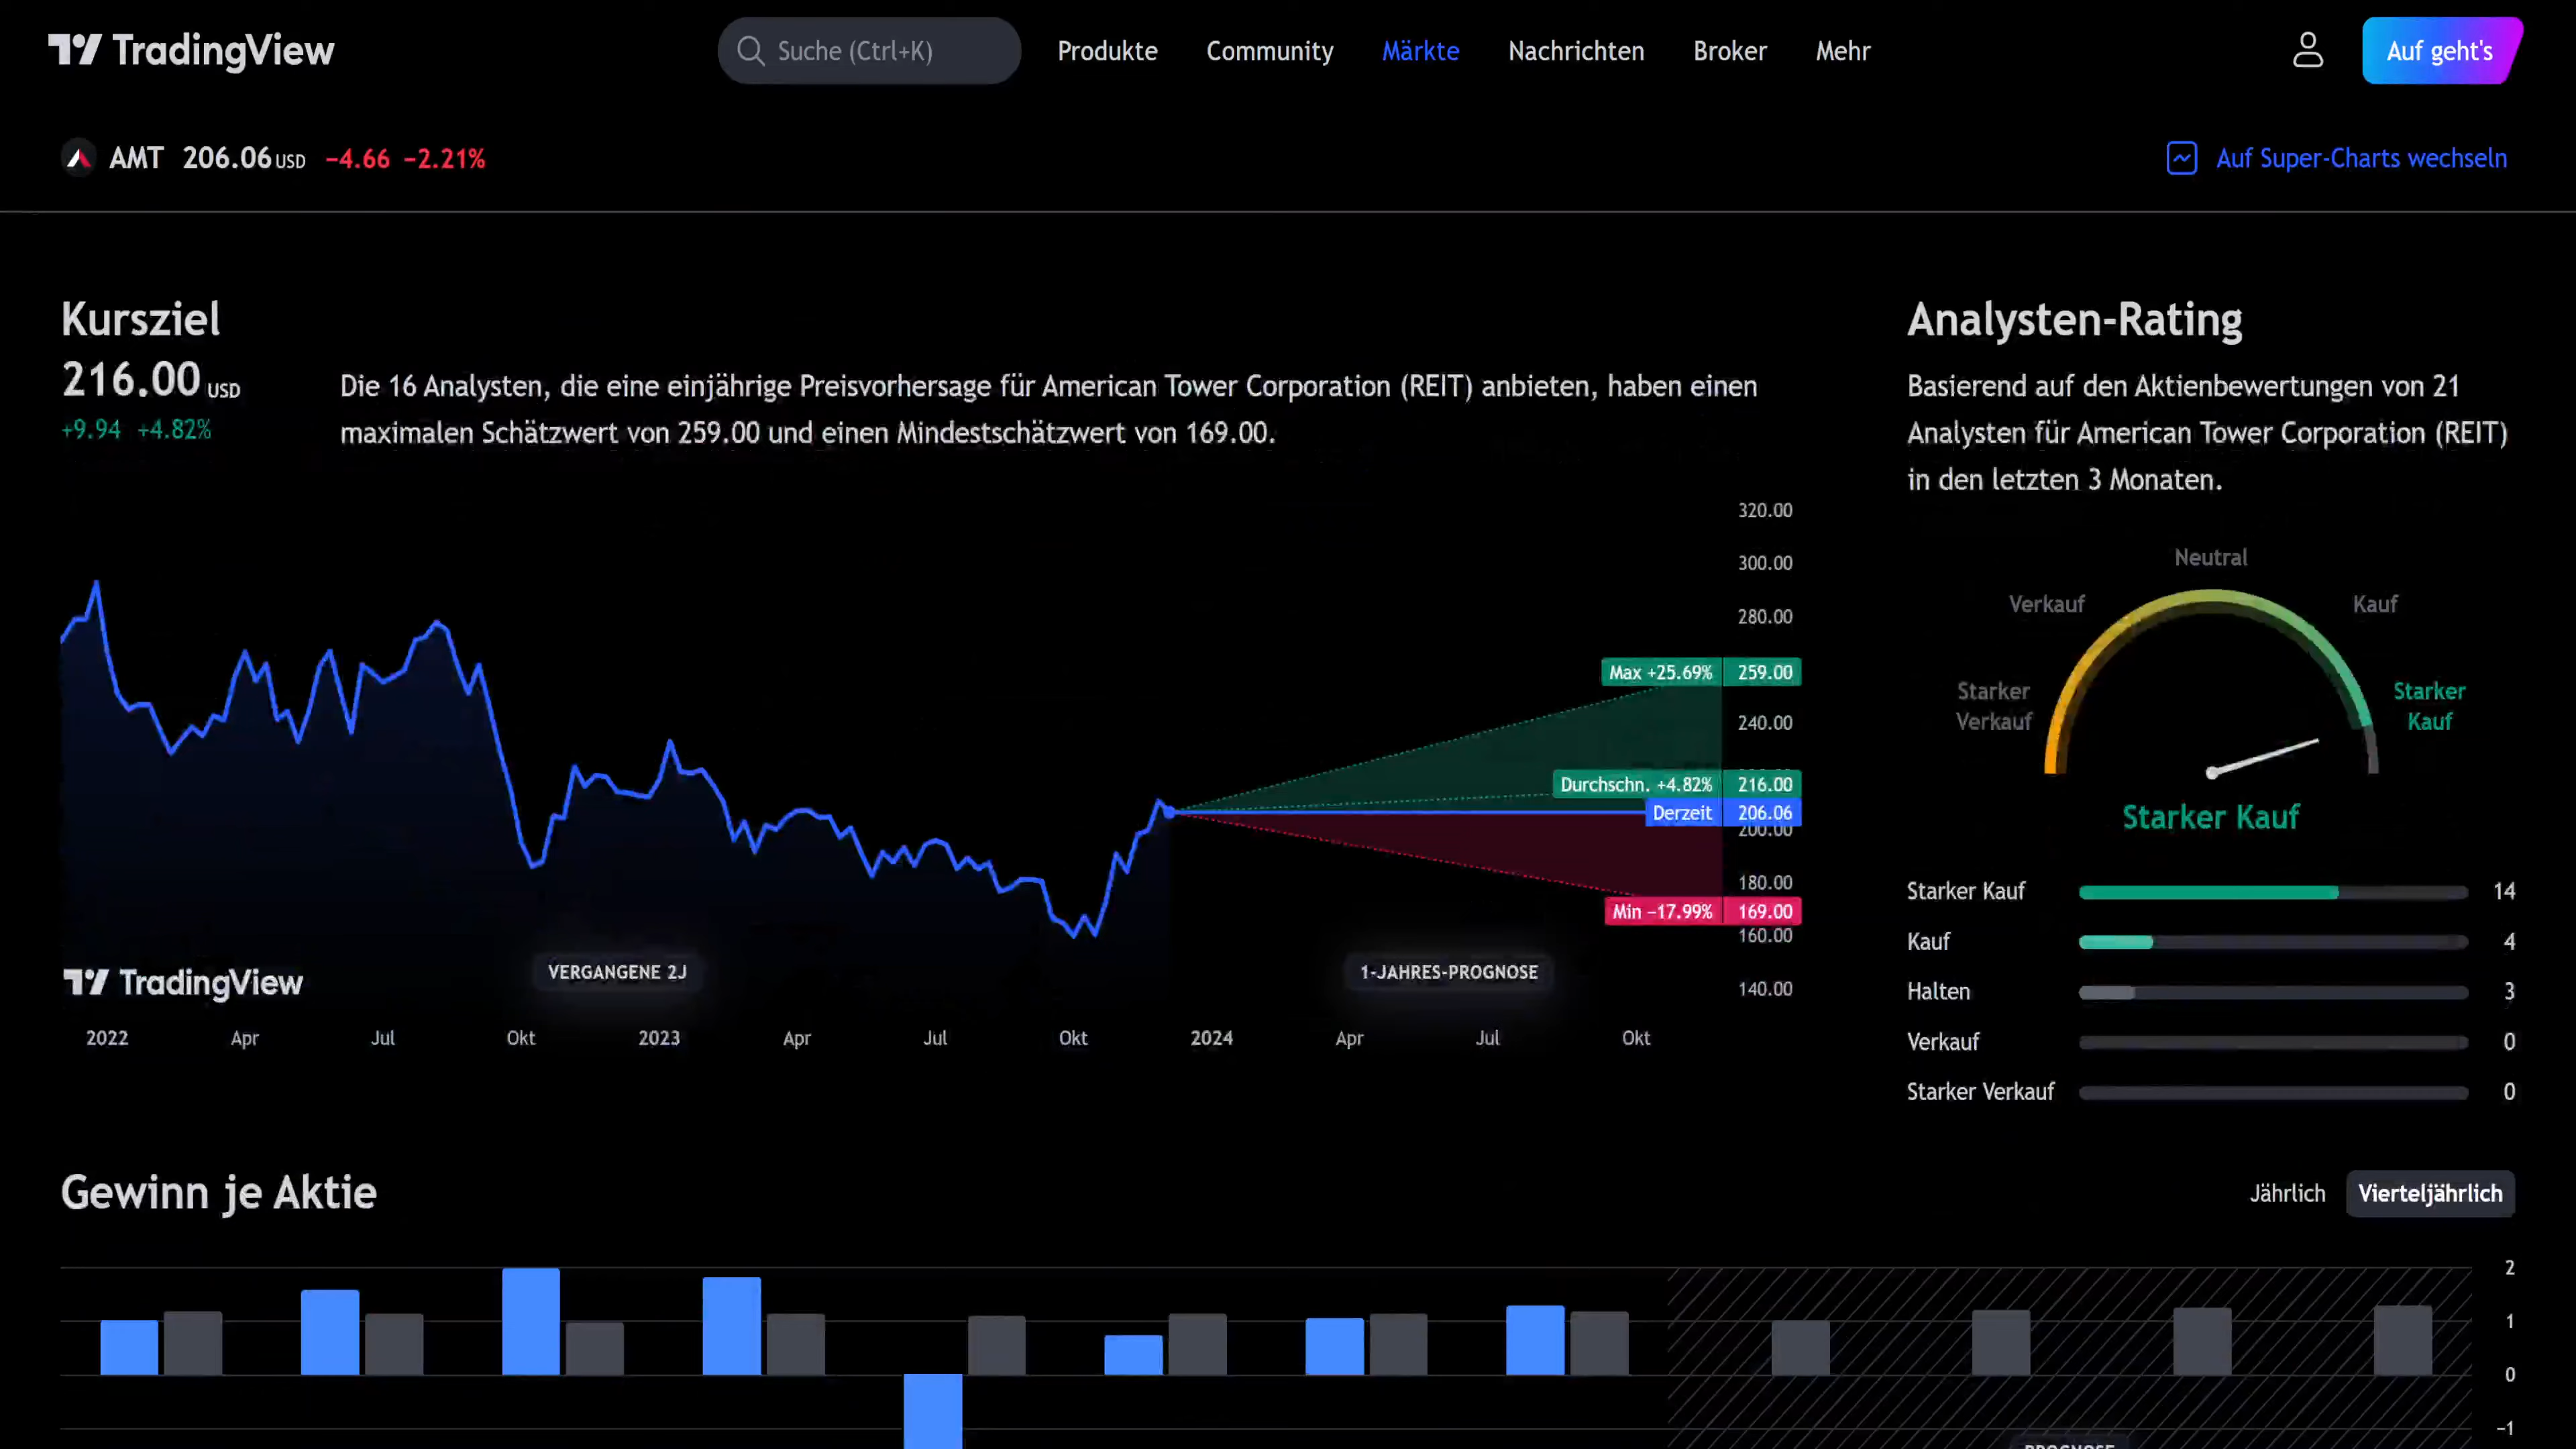 TradingView
Suche (Ctrl+K)
Produkte
Community
Märkte
Nachrichten
Broker
Mehr
Auf geht's
AMT 206.06 USD −4.66 −2.21%
Auf Super-Charts wechseln
Kursziel
216.00 USD
+9.94 +4.82%
Die 16 Analysten, die eine einjährige Preisvorhersage für American Tower Corporation (REIT) anbieten, haben einen
maximalen Schätzwert von 259.00 und einen Mindestschätzwert von 169.00.
320.00
300.00
280.00
Max +25.69% 259.00
240.00
Durchschn. +4.82% 216.00
Derzeit 206.06
200.00
180.00
Min −17.99% 169.00
160.00
140.00
VERGANGENE 2J
1-JAHRES-PROGNOSE
TradingView
2022
Apr
Jul
Okt
2023
Apr
Jul
Okt
2024
Apr
Jul
Okt
Analysten-Rating
Basierend auf den Aktienbewertungen von 21
Analysten für American Tower Corporation (REIT)
in den letzten 3 Monaten.
Neutral
Verkauf
Kauf
Starker
Verkauf
Starker
Kauf
Starker Kauf
Starker Kauf 14
Kauf 4
Halten 3
Verkauf 0
Starker Verkauf 0
Gewinn je Aktie
Jährlich
Vierteljährlich
2
1
0
−1
PROGNOSE